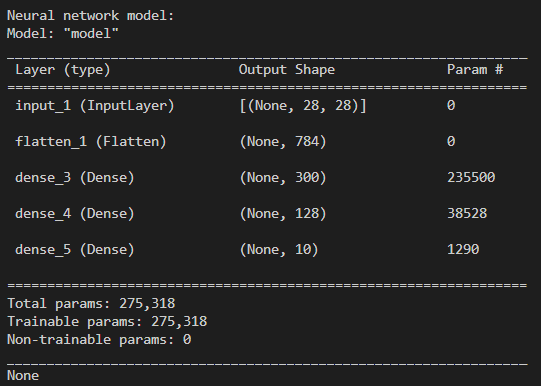 Neural network model:
Model: "model"
_________________________________________________________________
Layer (type) Output Shape Param #
=================================================================
input_1 (InputLayer) [(None, 28, 28)] 0
flatten_1 (Flatten) (None, 784) 0
dense_3 (Dense) (None, 300) 235500
dense_4 (Dense) (None, 128) 38528
dense_5 (Dense) (None, 10) 1290
=================================================================
Total params: 275,318
Trainable params: 275,318
Non-trainable params: 0
_________________________________________________________________
None